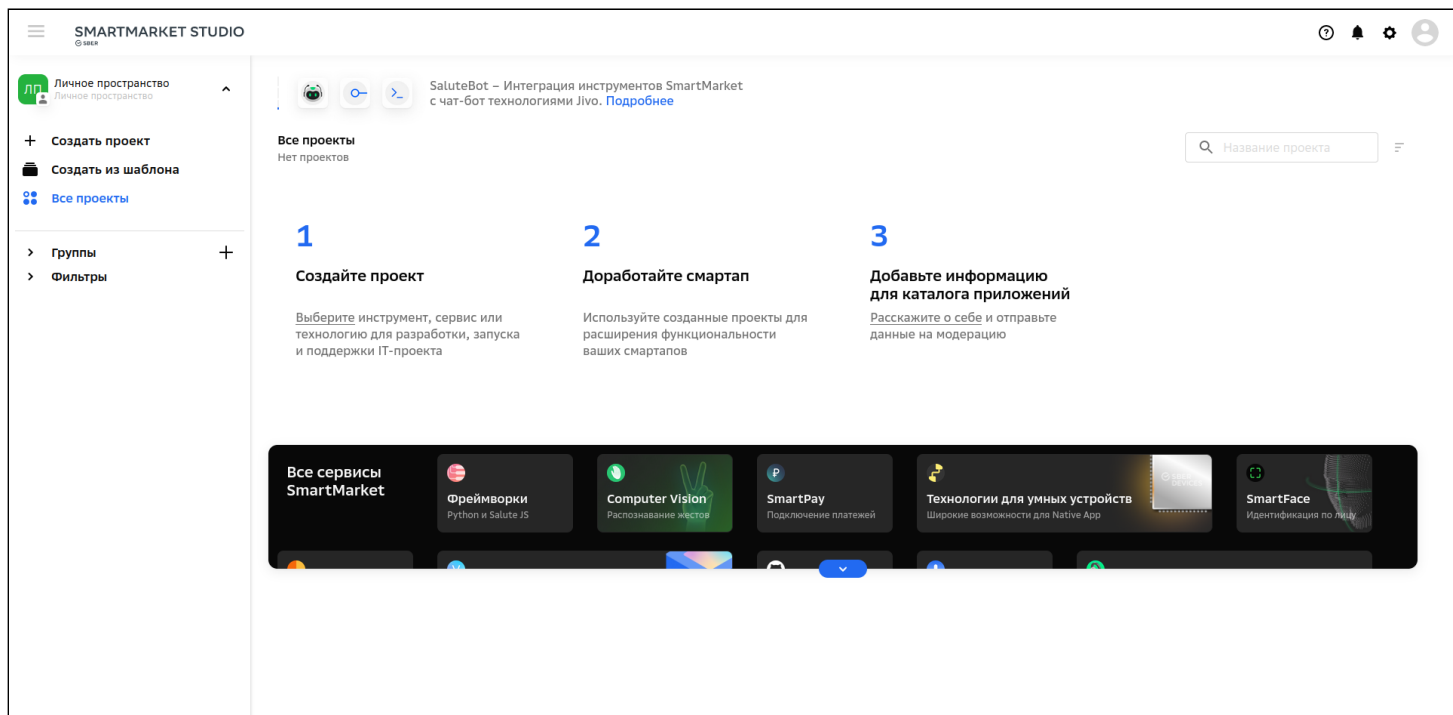 SMARTMARKET STUDIO
SBER
ЛП
Личное пространство
Личное пространство
Создать проект
Создать из шаблона
Все проекты
Группы
Фильтры
SaluteBot – Интеграция инструментов SmartMarket
с чат-бот технологиями Jivo. Подробнее
Все проекты
Нет проектов
Название проекта
1
Создайте проект
Выберите инструмент, сервис или
технологию для разработки, запуска
и поддержки IT-проекта
2
Доработайте смартап
Используйте созданные проекты для
расширения функциональности
ваших смартапов
3
Добавьте информацию
для каталога приложений
Расскажите о себе и отправьте
данные на модерацию
Все сервисы
SmartMarket
Фреймворки
Python и Salute JS
Computer Vision
Распознавание жестов
SmartPay
Подключение платежей
Технологии для умных устройств
Широкие возможности для Native App
SmartFace
Идентификация по лицу